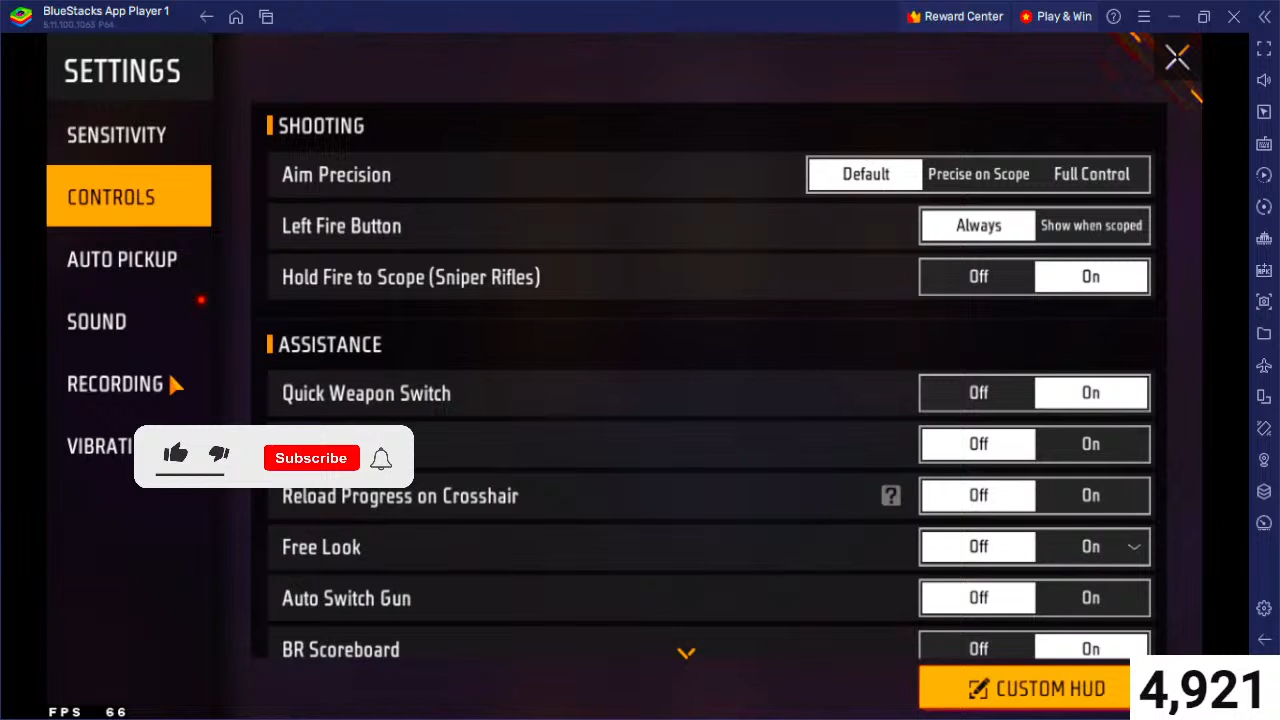 BlueStacks App Player 1
5.11.100.1063 P64
Reward Center
Play & Win
SETTINGS
SENSITIVITY
CONTROLS
AUTO PICKUP
SOUND
RECORDING
VIBRATI
SHOOTING
Aim Precision
Default Precise on Scope Full Control
Left Fire Button
Always Show when scoped
Hold Fire to Scope (Sniper Rifles)
Off On
ASSISTANCE
Quick Weapon Switch
Off On
Off On
Subscribe
Reload Progress on Crosshair ?
Off On
Free Look
Off On
Auto Switch Gun
Off On
BR Scoreboard
Off On
CUSTOM HUD
4,921
FPS 66